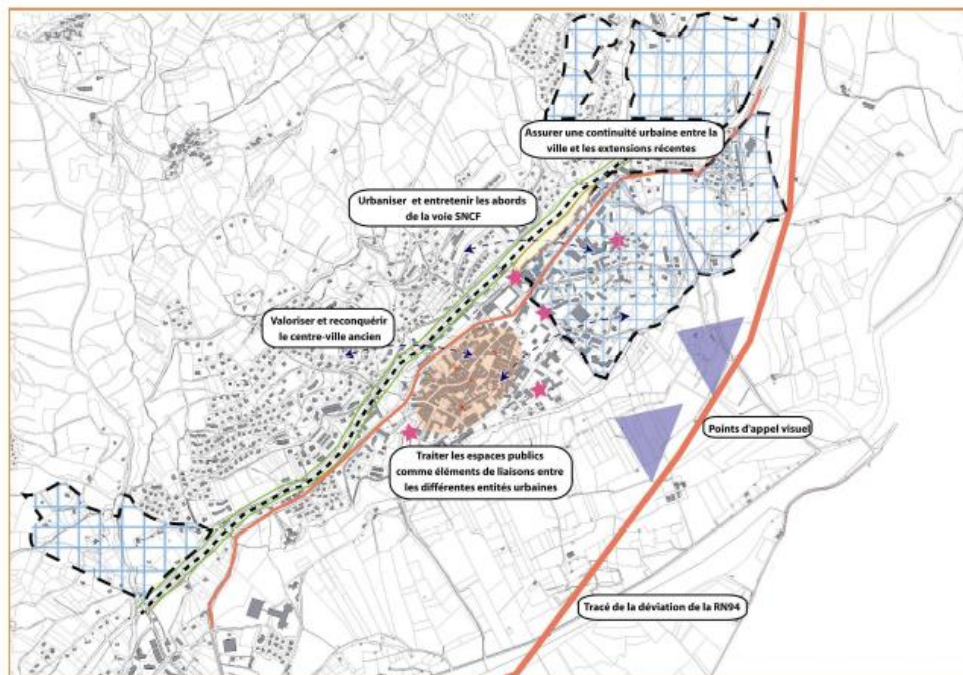 Assurer une continuité urbaine entre la
ville et les extensions récentes
Urbaniser et entretenir les abords
de la voie SNCF
Valoriser et reconquérir
le centre-ville ancien
Points d'appel visuel
Traiter les espaces publics
comme éléments de liaisons entre
les différentes entités urbaines
Tracé de la déviation de la RN94